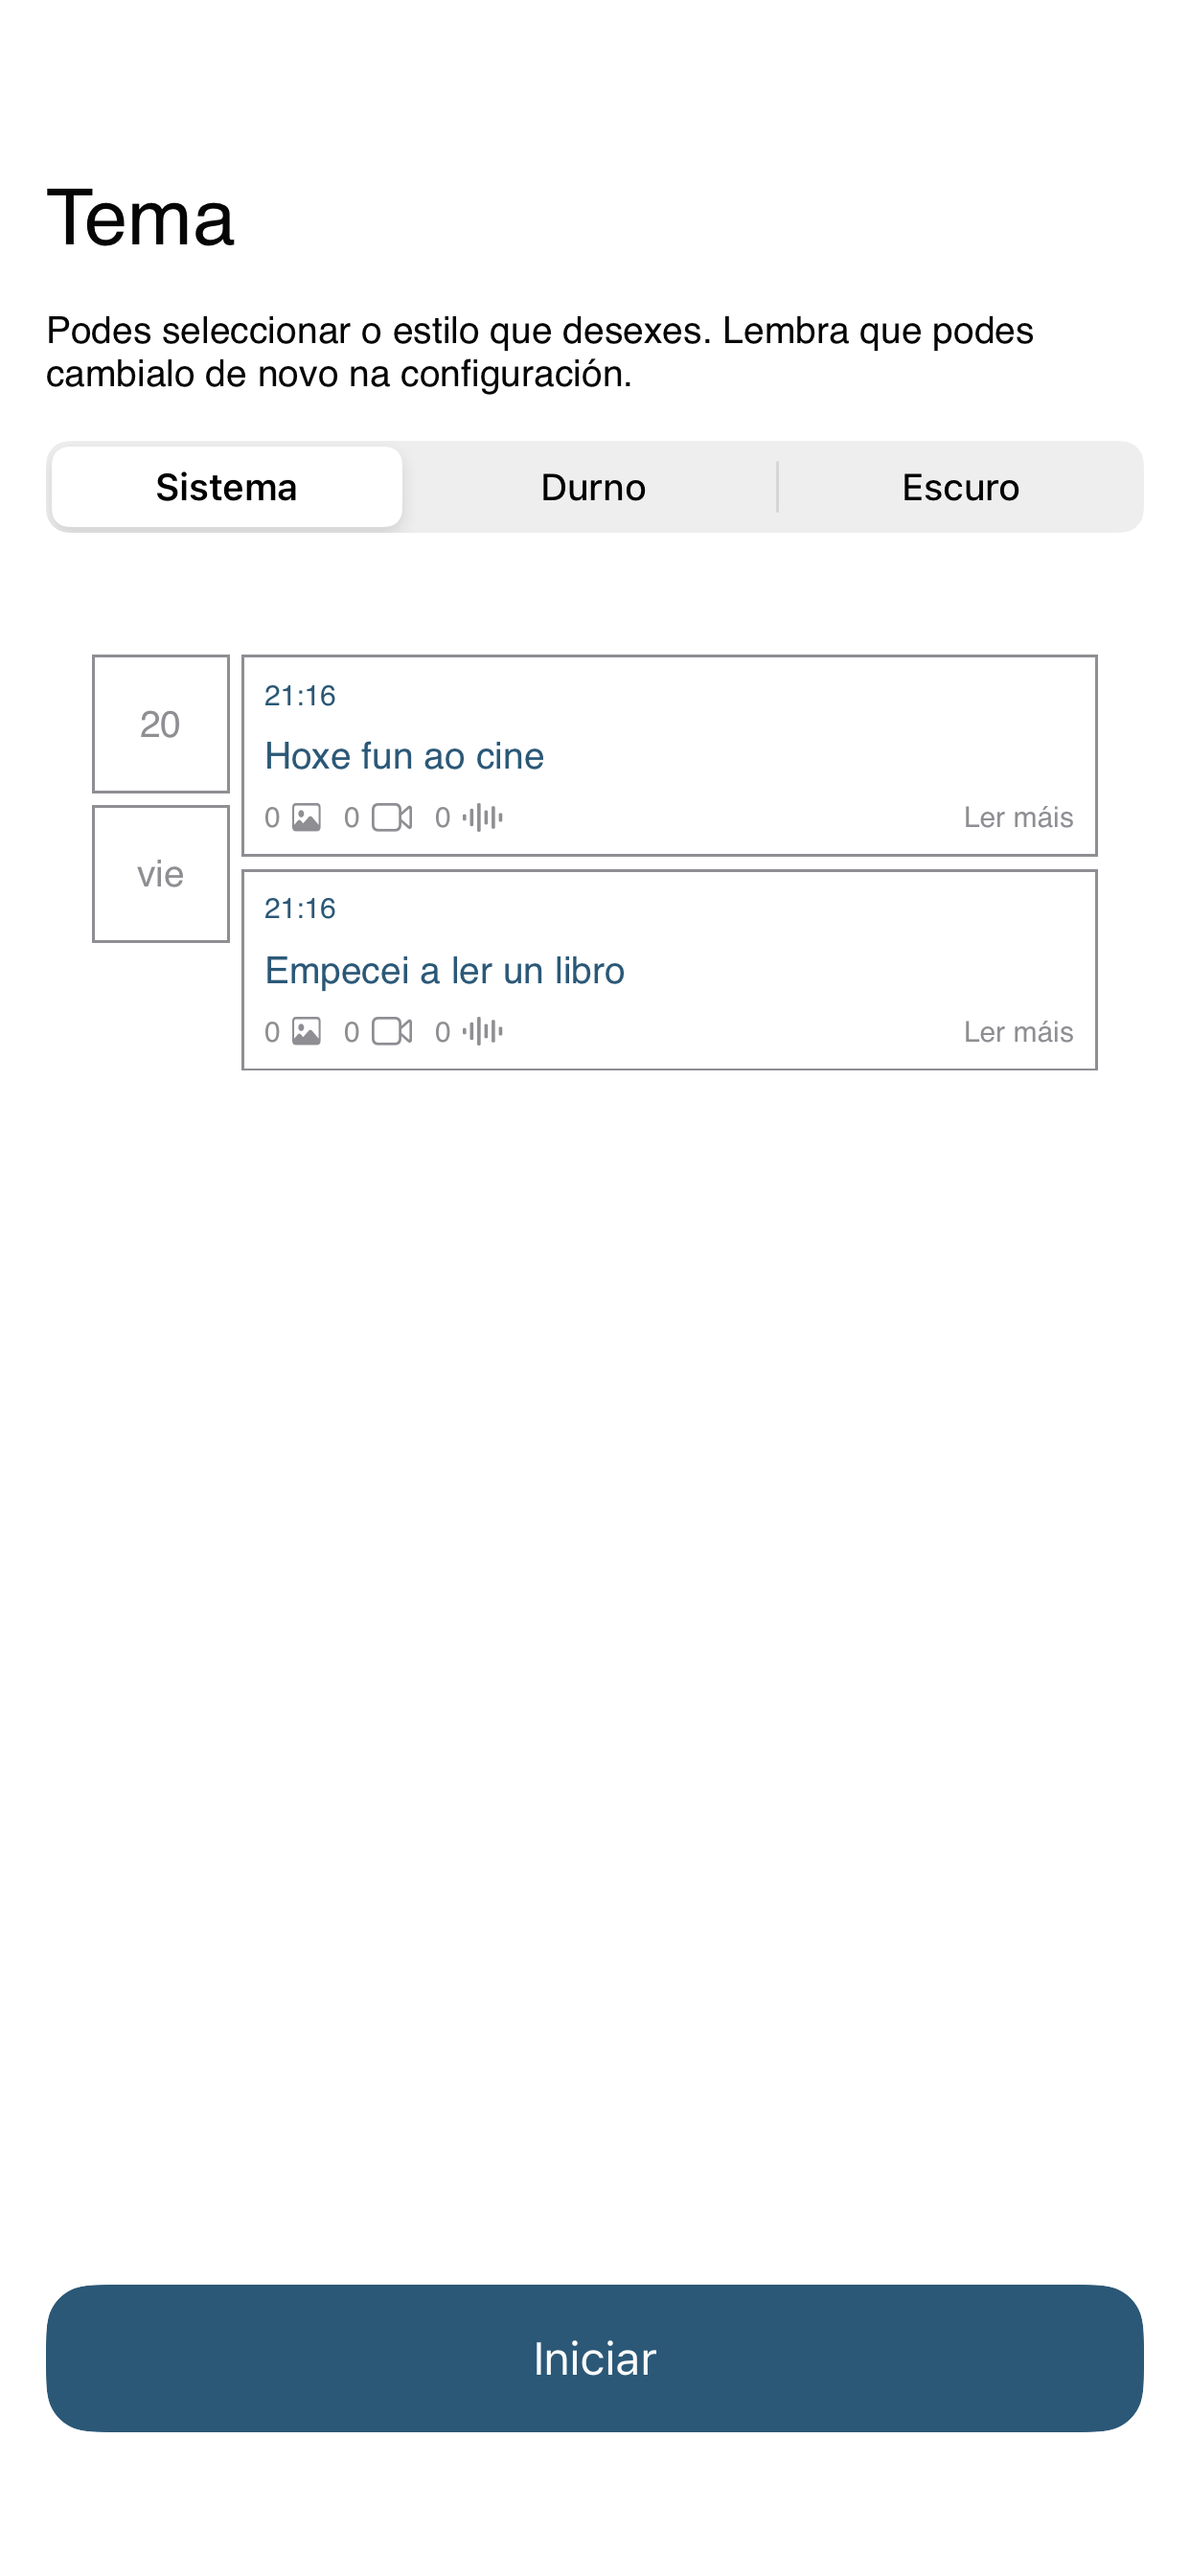 Tema
Podes seleccionar o estilo que desexes. Lembra que podes
cambialo de novo na configuración.
Sistema
Durno
Escuro
20
vie
21:16
Hoxe fun ao cine
0 0 0
Ler máis
21:16
Empecei a ler un libro
0 0 0
Ler máis
Iniciar